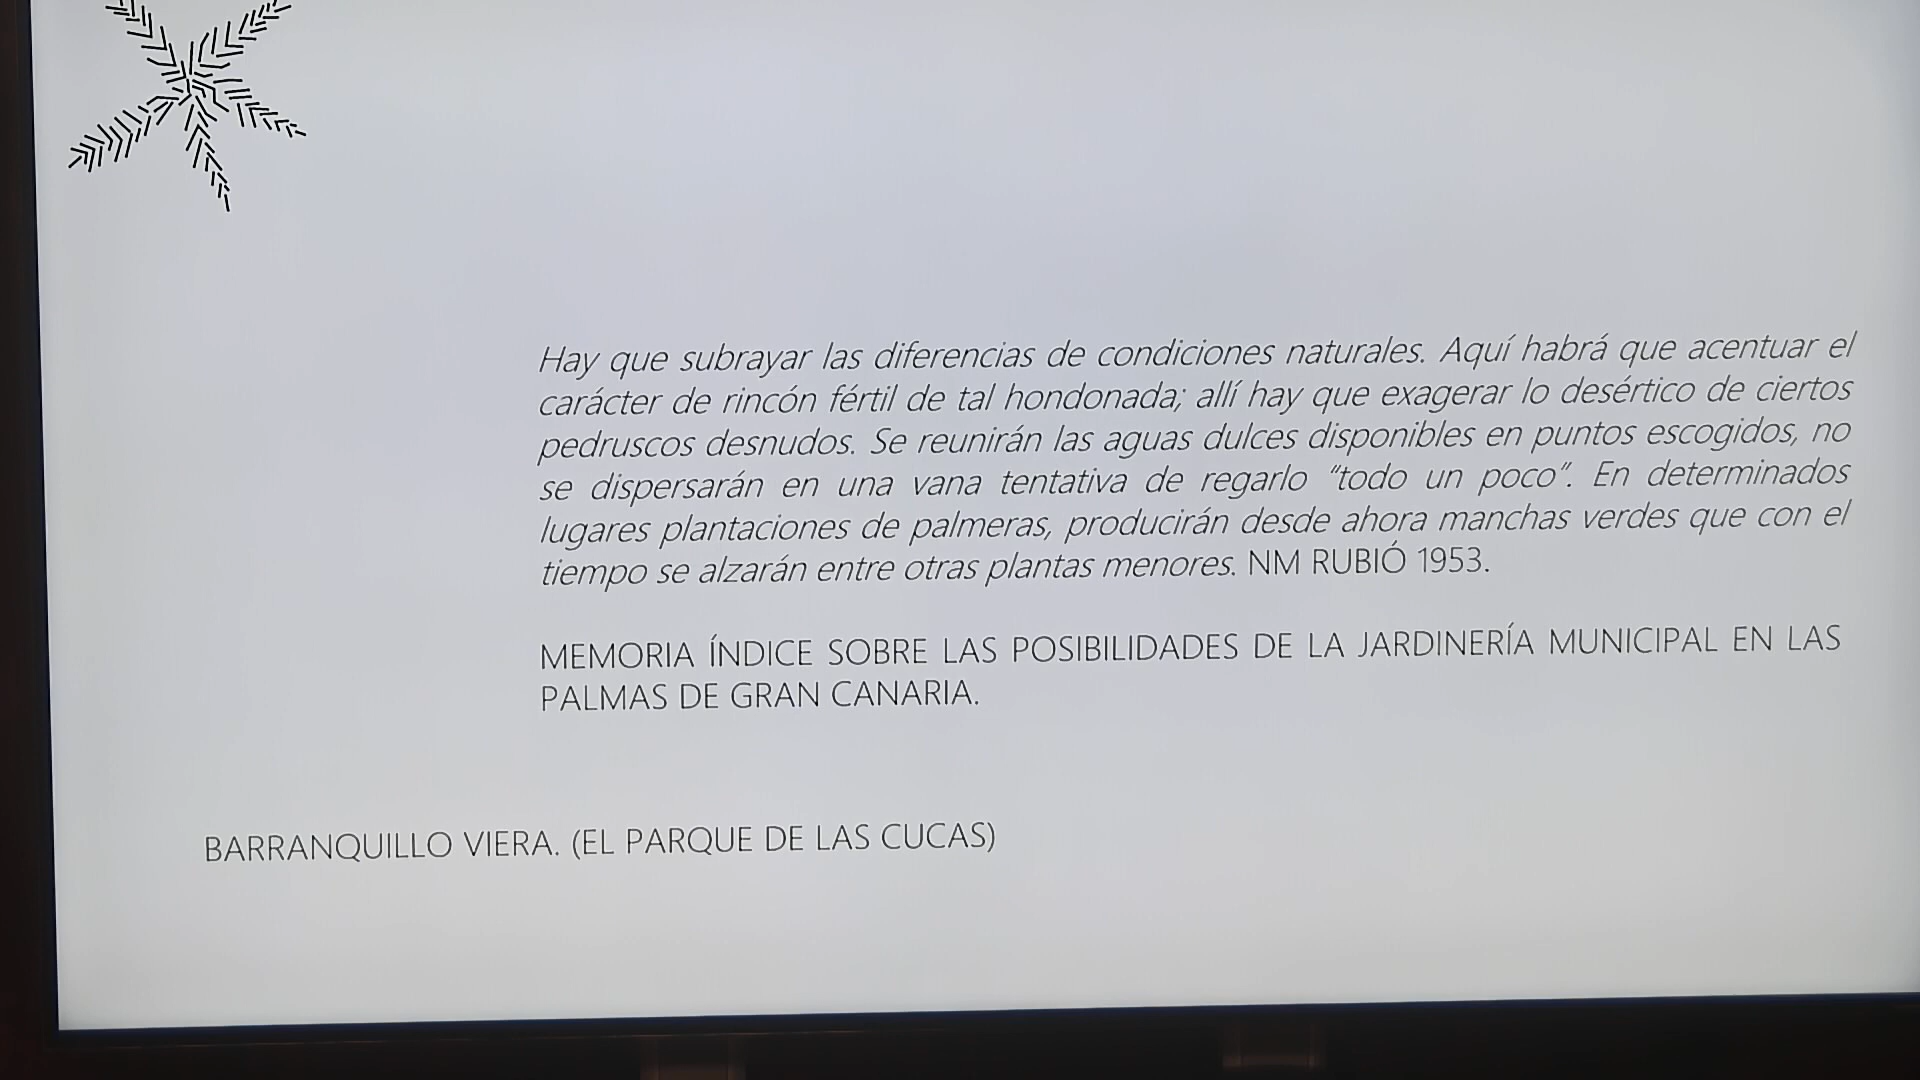 Hay que subrayar las diferencias de condiciones naturales. Aquí habrá que acentuar el
carácter de rincón fértil de tal hondonada; allí hay que exagerar lo desértico de ciertos
pedruscos desnudos. Se reunirán las aguas dulces disponibles en puntos escogidos, no
se dispersarán en una vana tentativa de regarlo “todo un poco”. En determinados
lugares plantaciones de palmeras, producirán desde ahora manchas verdes que con el
tiempo se alzarán entre otras plantas menores. NM RUBIÓ 1953.
MEMORIA ÍNDICE SOBRE LAS POSIBILIDADES DE LA JARDINERÍA MUNICIPAL EN LAS
PALMAS DE GRAN CANARIA.
BARRANQUILLO VIERA. (EL PARQUE DE LAS CUCAS)